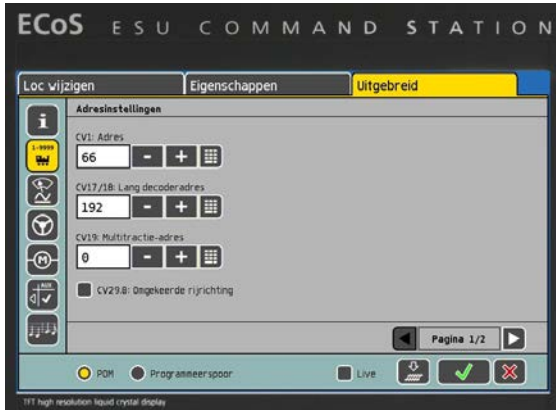 ECoS ESU COMMAND STATION
Loc wijzigen Eigenschappen Uitgebreid
Adresinstellingen
1-9999
CV1: Adres
66 - +
CV17/18: Lang decoderadres
192 - +
CV19: Multitractie-adres
0 - +
CV29.B: Omgekeerde rijrichting
AUX
Pagina 1/2
POM Programmeerspoor Live
TFT high resolution liquid crystal display